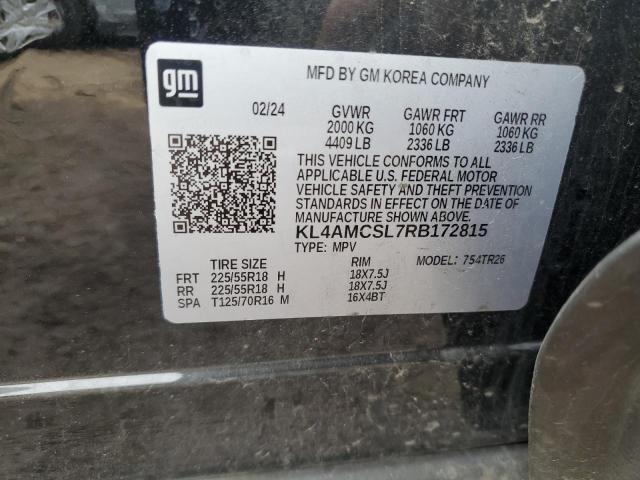 gm
MFD BY GM KOREA COMPANY
02/24 GVWR GAWR FRT GAWR RR
2000 KG 1060 KG 1060 KG
4409 LB 2336 LB 2336 LB
THIS VEHICLE CONFORMS TO ALL
APPLICABLE U.S. FEDERAL MOTOR
VEHICLE SAFETY AND THEFT PREVENTION
STANDARDS IN EFFECT ON THE DATE OF
MANUFACTURE SHOWN ABOVE.
KL4AMCSL7RB172815
TYPE: MPV MODEL: 754TR26
TIRE SIZE RIM
FRT 225/55R18 H 18X7.5J
RR 225/55R18 H 18X7.5J
SPA T125/70R16 M 16X4BT